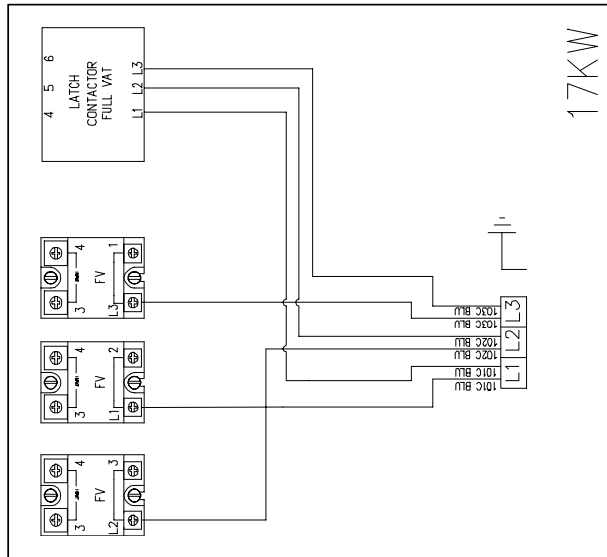 4 5 6
LATCH
CONTACTOR
FULL VAT
L1 L2 L3
17KW
3 4
FV
L3 1
3 4
FV
L1 2
3 4
FV
L2 3
103C BLU
103C BLU
102C BLU
102C BLU
101C BLU
101C BLU
L1 L2 L3